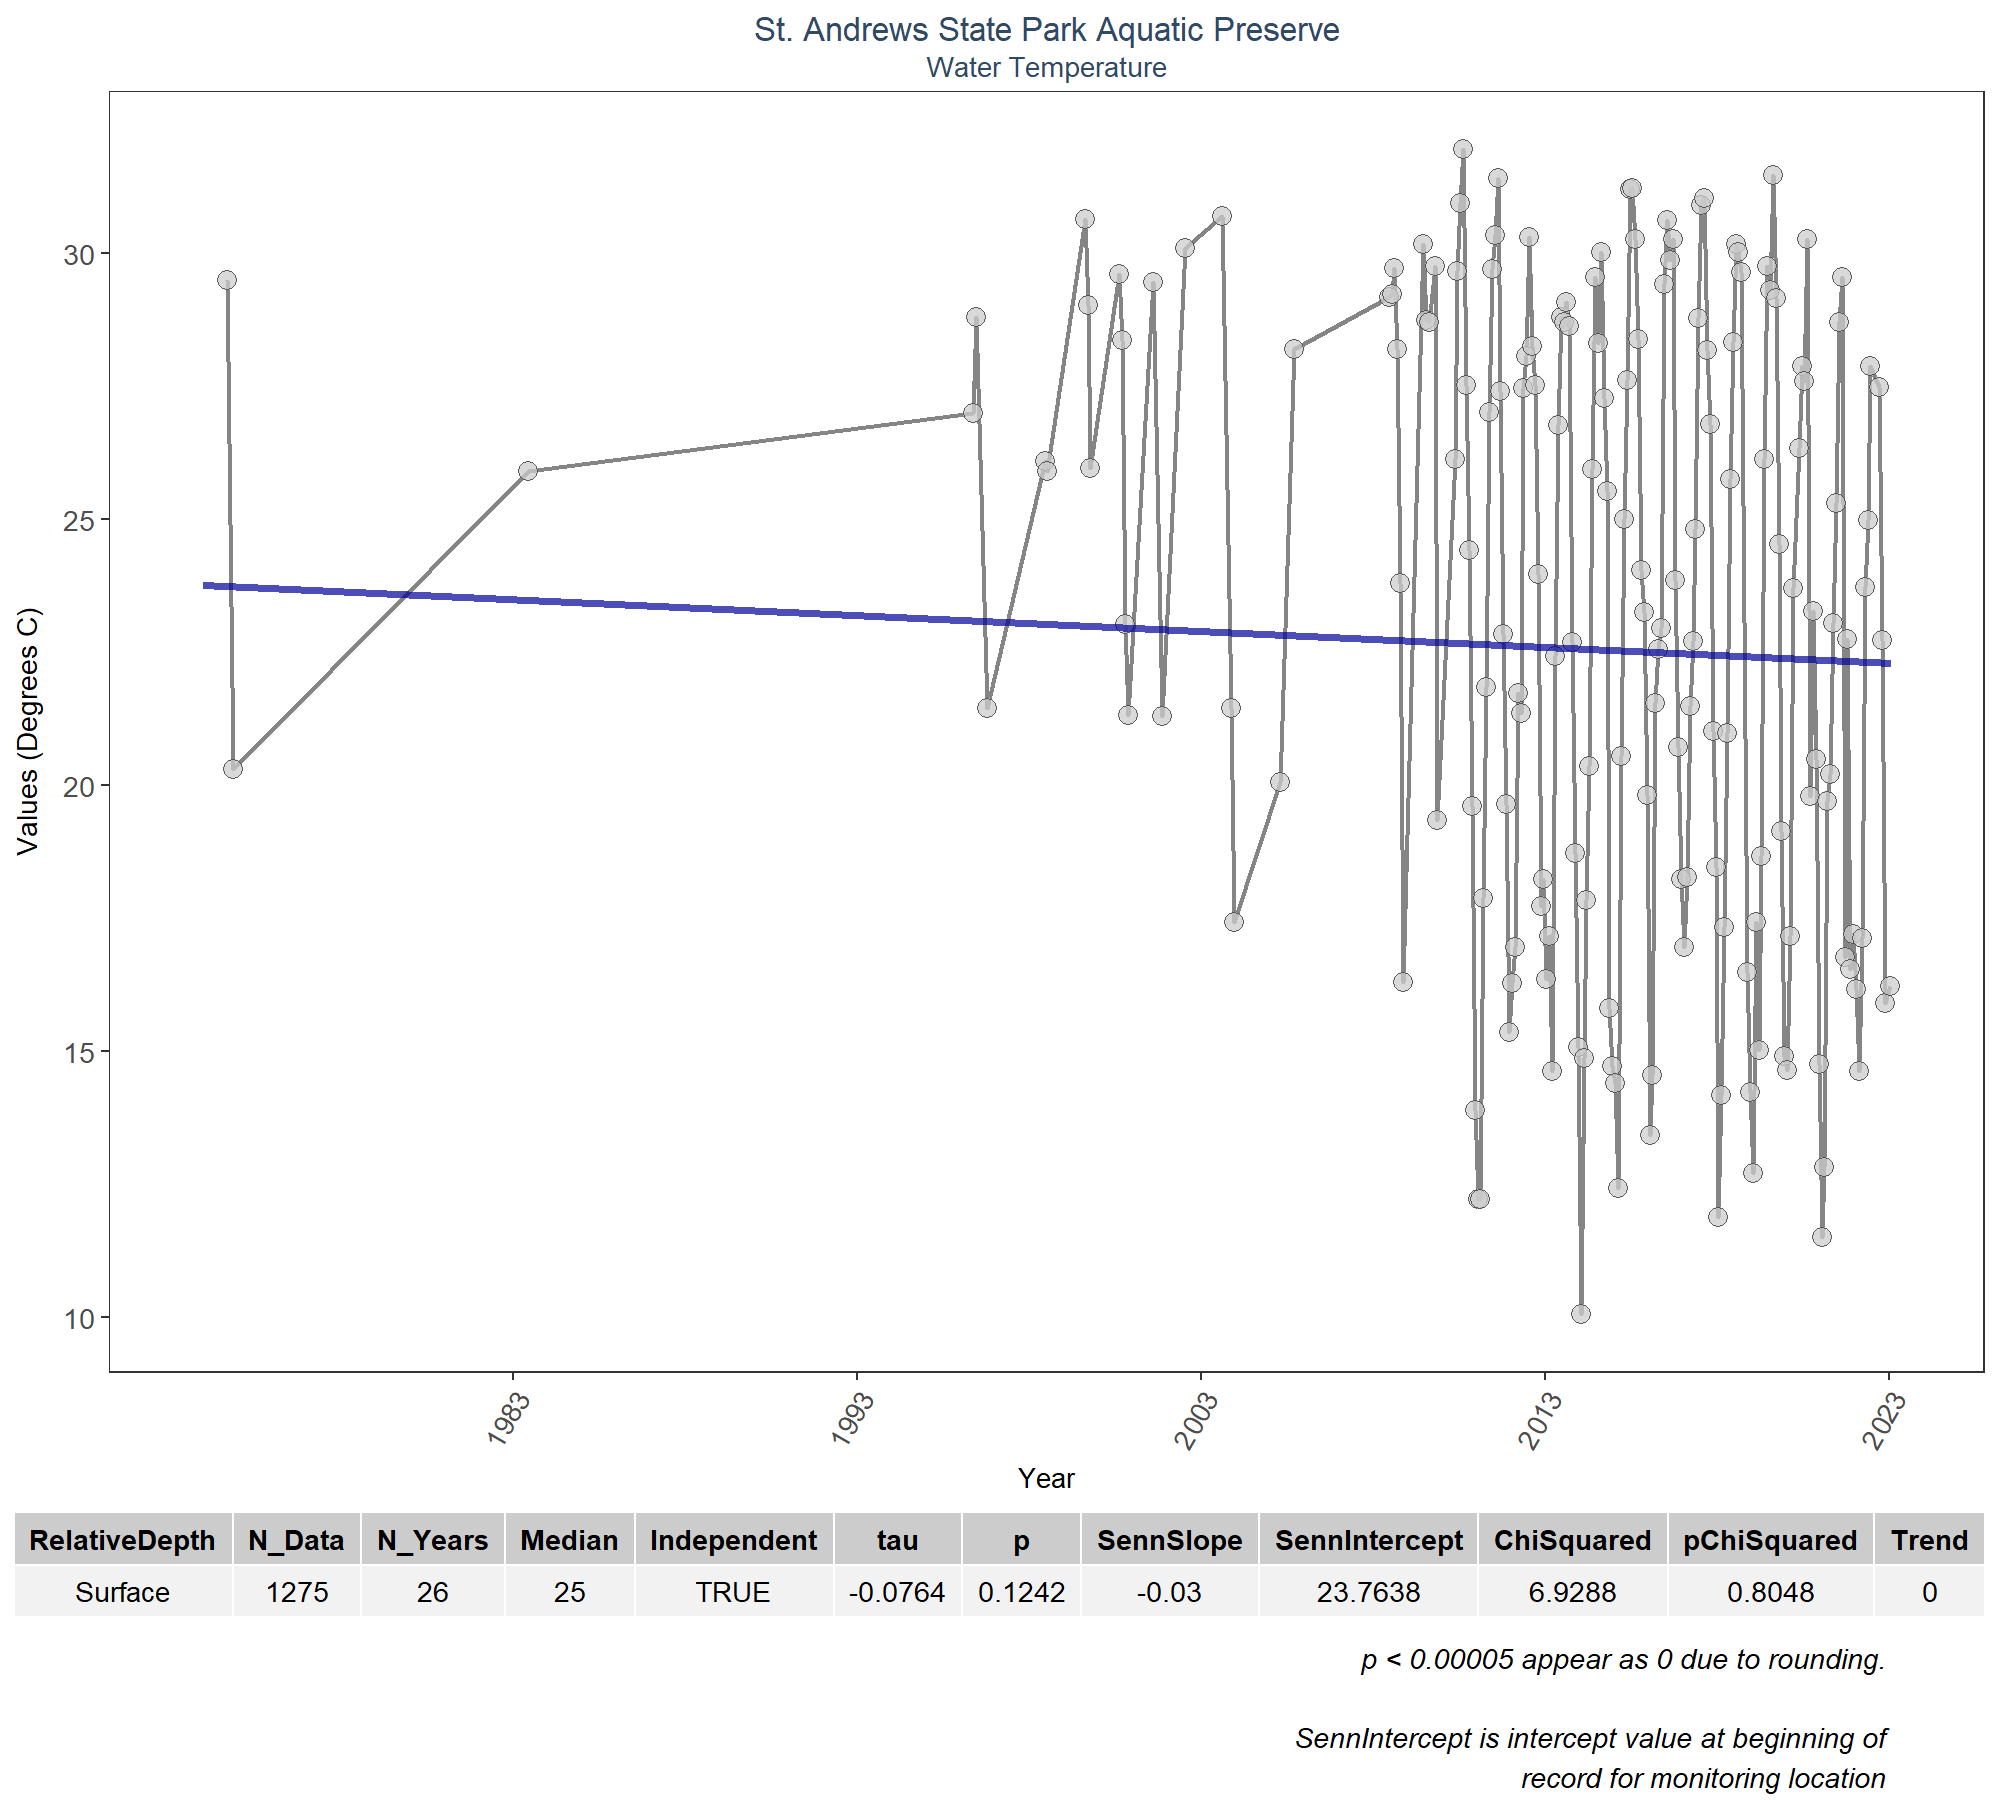 St. Andrews State Park Aquatic Preserve
Water Temperature
Values (Degrees C)
30
25
20
15
10
1983
1993
2003
2013
2023
Year
RelativeDepth N_Data N_Years Median Independent tau p SennSlope SennIntercept ChiSquared pChiSquared Trend
Surface 1275 26 25 TRUE -0.0764 0.1242 -0.03 23.7638 6.9288 0.8048 0
p < 0.00005 appear as 0 due to rounding.
SennIntercept is intercept value at beginning of
record for monitoring location